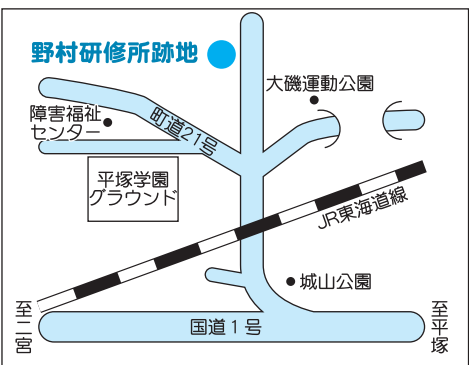 野村研修所跡地
大磯運動公園
障害福祉
センター
町道21号
平塚学園
グラウンド
JR東海道線
城山公園
至二宮
国道1号
至平塚